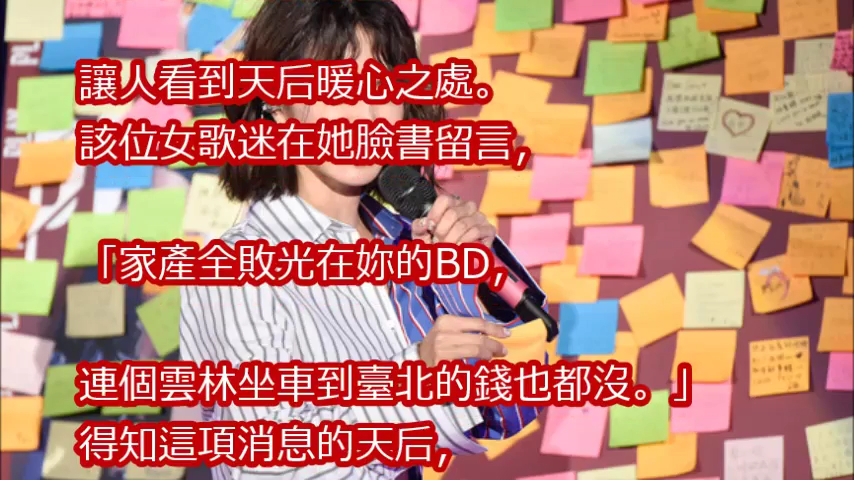 讓人看到天后暖心之處。
該位女歌迷在她臉書留言，
「家產全敗光在妳的BD，
連個雲林坐車到臺北的錢也都沒。」
得知這項消息的天后，